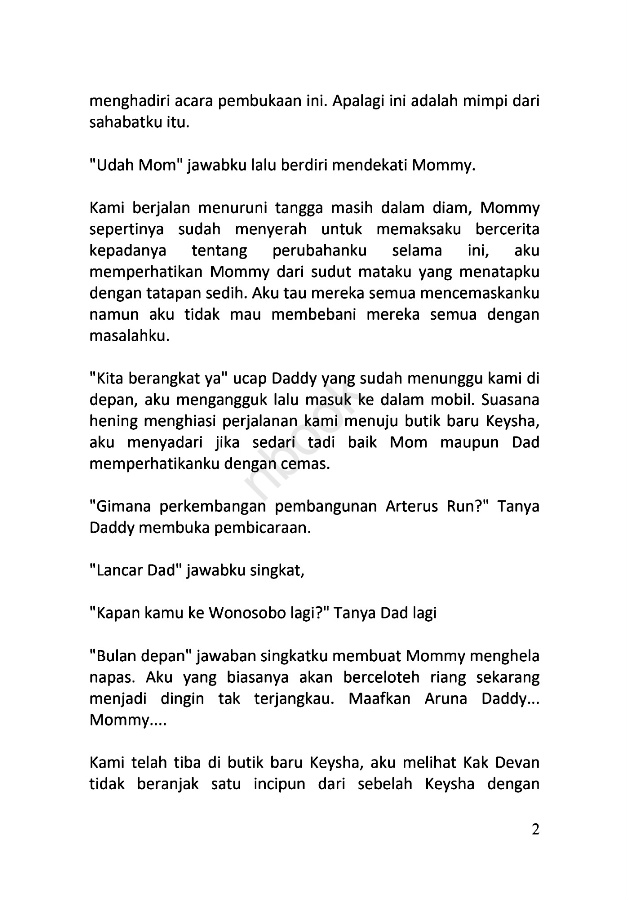 menghadiri acara pembukaan ini. Apalagi ini adalah mimpi dari
sahabatku itu.
"Udah Mom" jawabku lalu berdiri mendekati Mommy.
Kami berjalan menuruni tangga masih dalam diam, Mommy
sepertinya sudah menyerah untuk memaksaku bercerita
kepadanya tentang perubahanku selama ini, aku
memperhatikan Mommy dari sudut mataku yang menatapku
dengan tatapan sedih. Aku tau mereka semua mencemaskanku
namun aku tidak mau membebani mereka semua dengan
masalahku.
"Kita berangkat ya" ucap Daddy yang sudah menunggu kami di
depan, aku mengangguk lalu masuk ke dalam mobil. Suasana
hening menghiasi perjalanan kami menuju butik baru Keysha,
aku menyadari jika sedari tadi baik Mom maupun Dad
memperhatikanku dengan cemas.
"Gimana perkembangan pembangunan Arterus Run?" Tanya
Daddy membuka pembicaraan.
"Lancar Dad" jawabku singkat,
"Kapan kamu ke Wonosobo lagi?" Tanya Dad lagi
"Bulan depan" jawaban singkatku membuat Mommy menghela
napas. Aku yang biasanya akan berceloteh riang sekarang
menjadi dingin tak terjangkau. Maafkan Aruna Daddy...
Mommy....
Kami telah tiba di butik baru Keysha, aku melihat Kak Devan
tidak beranjak satu incipun dari sebelah Keysha dengan
2